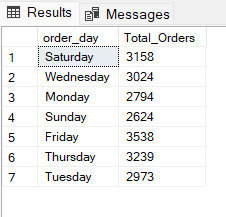 Results Messages
order_day Total_Orders
1 Saturday 3158
2 Wednesday 3024
3 Monday 2794
4 Sunday 2624
5 Friday 3538
6 Thursday 3239
7 Tuesday 2973